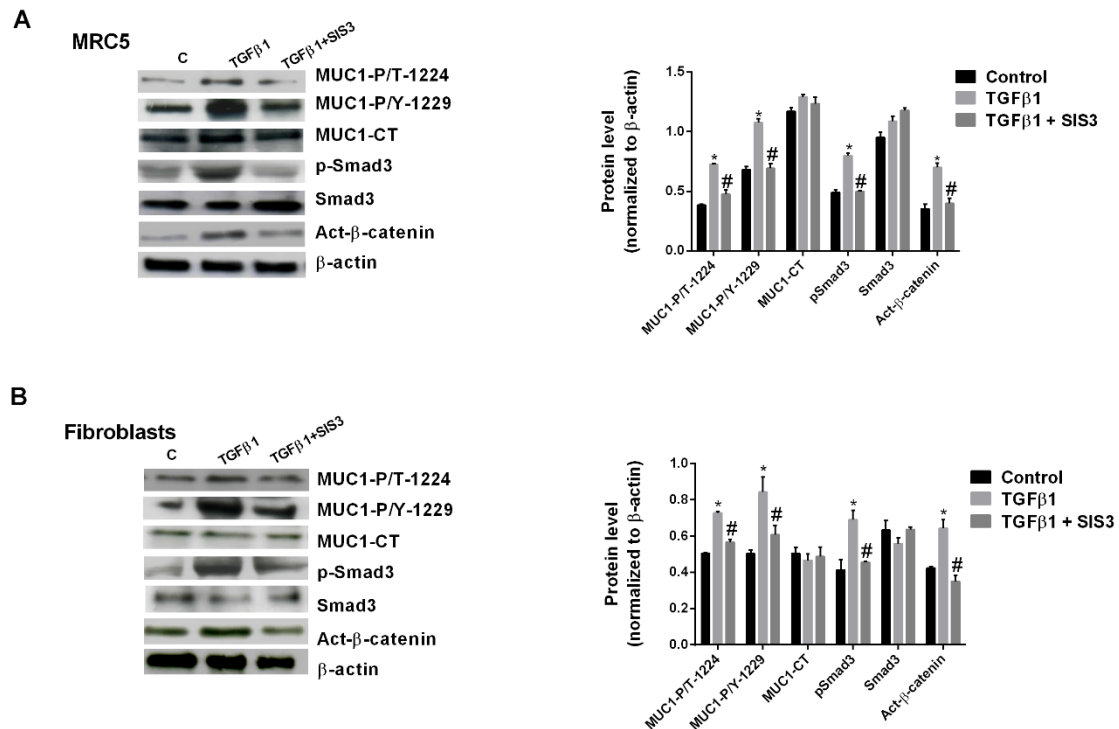 A
MRC5
C
TGFβ1
TGFβ1+SIS3
MUC1-P/T-1224
MUC1-P/Y-1229
MUC1-CT
p-Smad3
Smad3
Act-β-catenin
β-actin
Protein level
(normalized to β-actin)
1.5
1.0
0.5
0.0
*
#
*
#
*
#
*
#
MUC1-P/T-1224
MUC1-P/Y-1229
MUC1-CT
pSmad3
Smad3
Act-β-catenin
Control
TGFβ1
TGFβ1 + SIS3
B
Fibroblasts
C
TGFβ1
TGFβ1+SIS3
MUC1-P/T-1224
MUC1-P/Y-1229
MUC1-CT
p-Smad3
Smad3
Act-β-catenin
β-actin
Protein level
(normalized to β-actin)
1.0
0.8
0.6
0.4
0.2
0.0
*
#
*
#
*
#
*
#
MUC1-P/T-1224
MUC1-P/Y-1229
MUC1-CT
pSmad3
Smad3
Act-β-catenin
Control
TGFβ1
TGFβ1 + SIS3